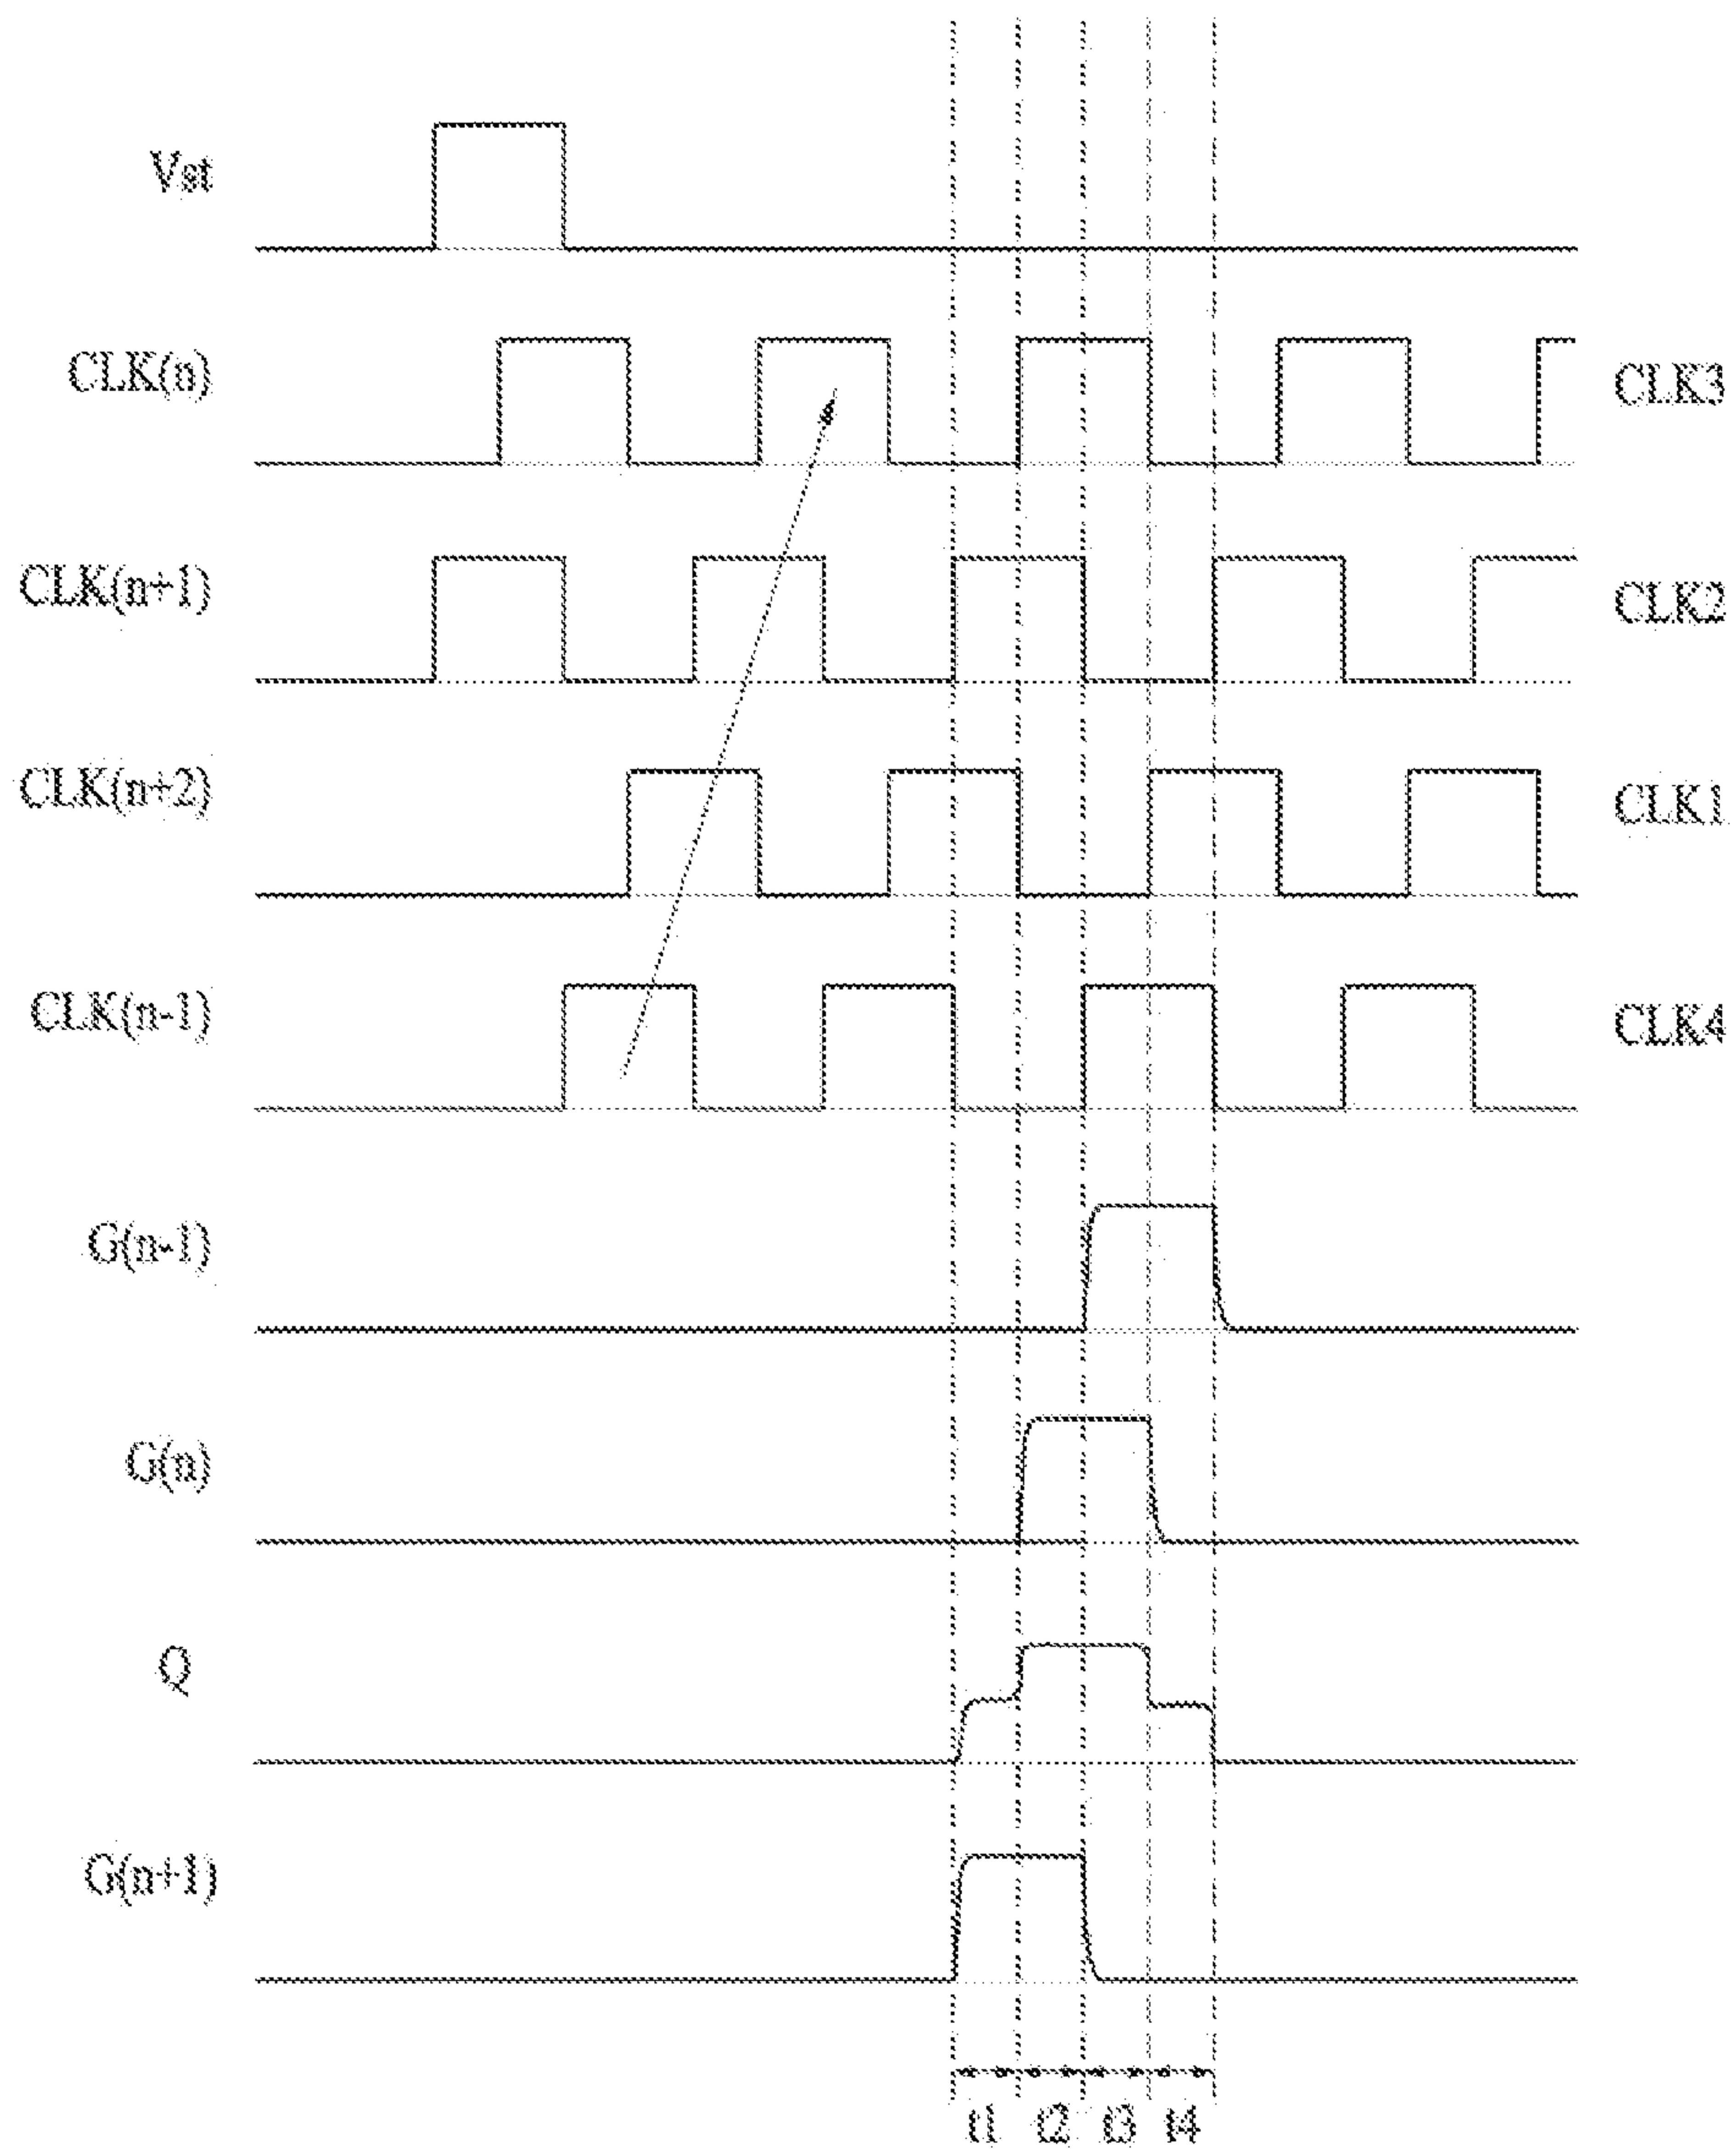 Vst
CLK(n) CLK3
CLK(n+1) CLK2
CLK(n+2) CLK1
CLK(n-1) CLK4
G(n-1)
G(n)
Q
G(n+1)
t1 t2 t3 t4